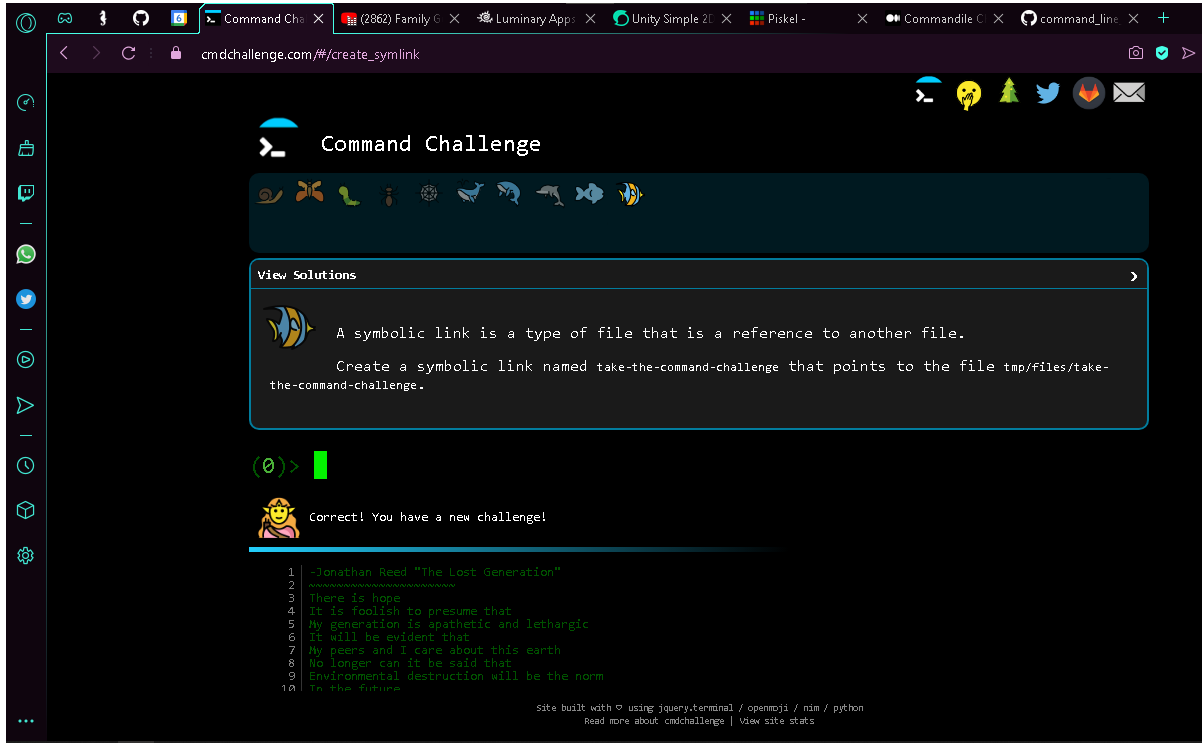 Command Cha
(2862) Family G
Luminary Apps
Unity Simple 2D
Piskel -
Commandile C
command_line
cmdchallenge.com/#/create_symlink
Command Challenge
View Solutions
A symbolic link is a type of file that is a reference to another file.
Create a symbolic link named take-the-command-challenge that points to the file tmp/files/take-
the-command-challenge.
(0)>
Correct! You have a new challenge!
1 -Jonathan Reed "The Lost Generation"
2 ~~~~~~~~~~~~~~~~~~~~~~
3 There is hope
4 It is foolish to presume that
5 My generation is apathetic and lethargic
6 It will be evident that
7 My peers and I care about this earth
8 No longer can it be said that
9 Environmental destruction will be the norm
10 In the future
Site built with ♡ using jquery.terminal / openmoji / nim / python
Read more about cmdchallenge | View site stats